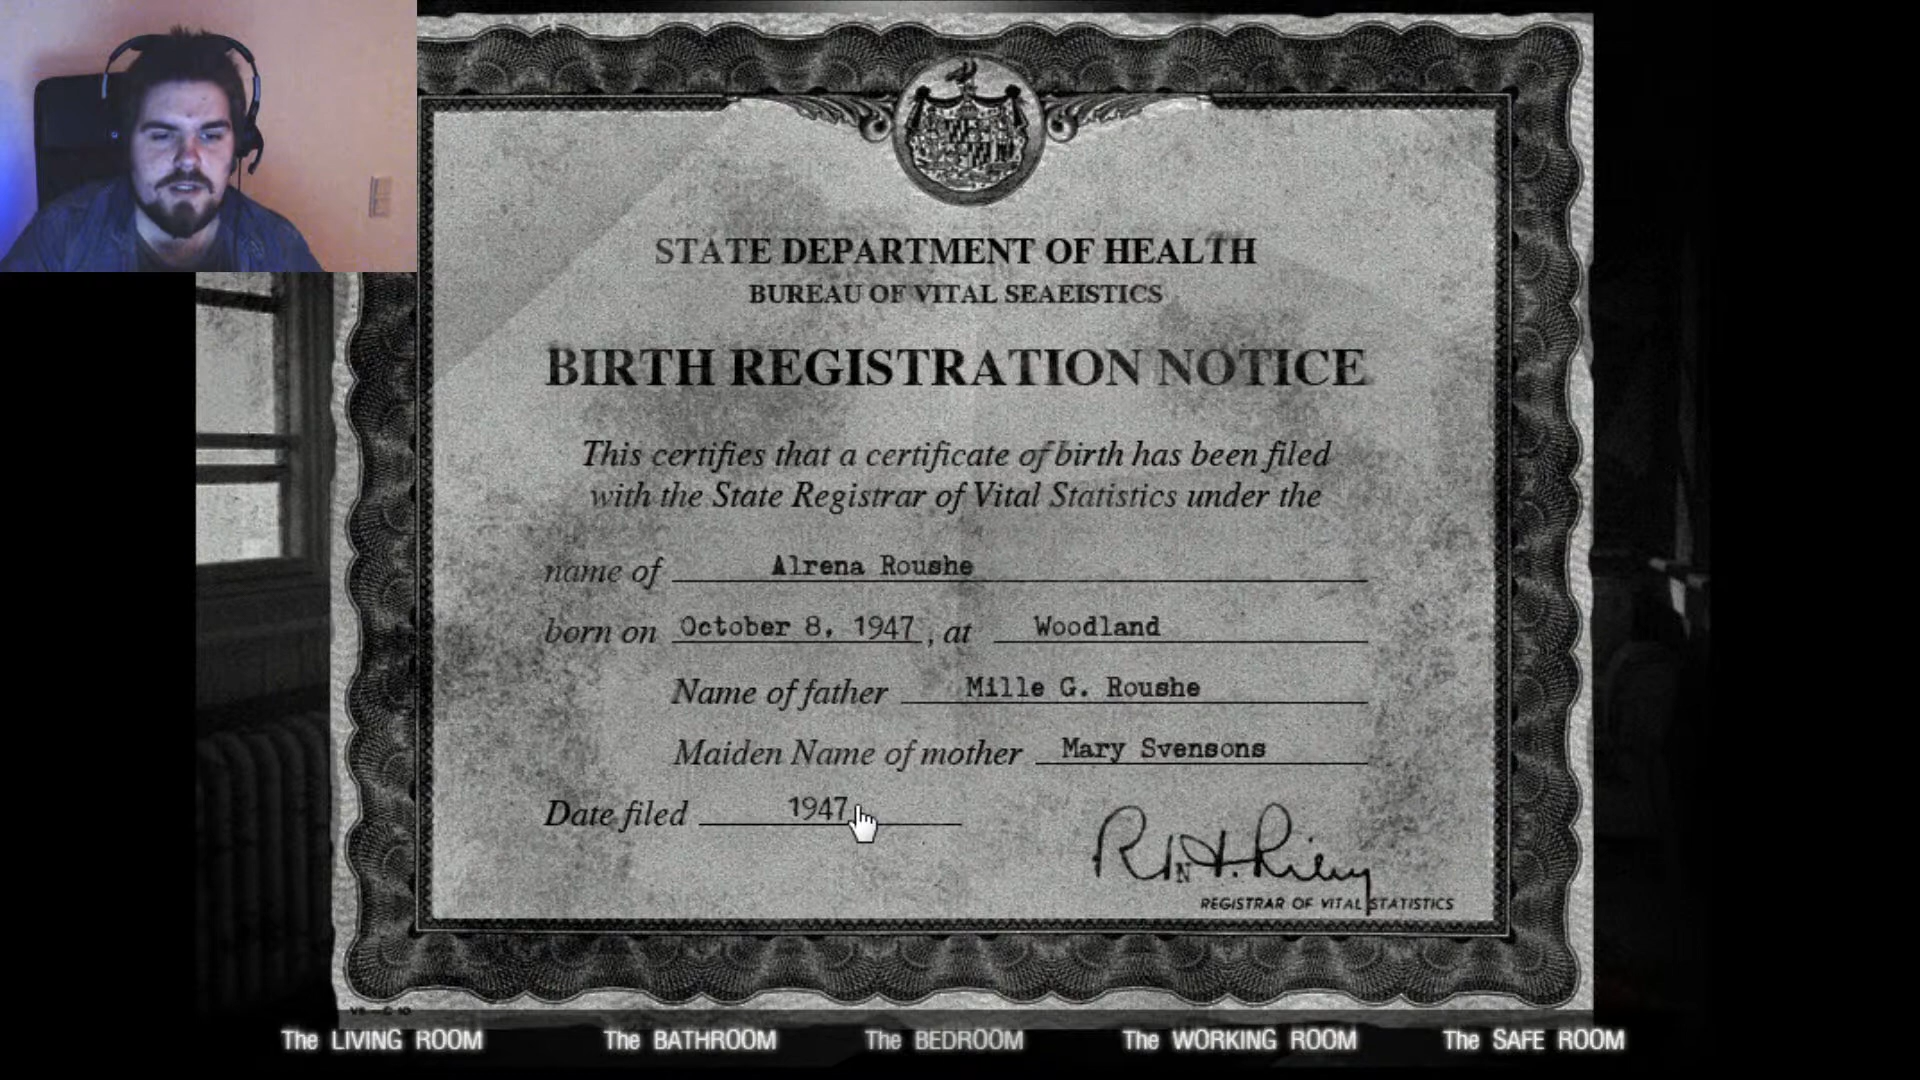 STATE DEPARTMENT OF HEALTH
BUREAU OF VITAL SEAEISTICS
BIRTH REGISTRATION NOTICE
This certifies that a certificate of birth has been filed
with the State Registrar of Vital Statistics under the
name of Alrena Roushe
born on October 8, 1947, at Woodland
Name of father Mille G. Roushe
Maiden Name of mother Mary Svensons
Date filed 1947
REGISTRAR OF VITAL STATISTICS
The LIVING ROOM The BATHROOM The BEDROOM The WORKING ROOM The SAFE ROOM